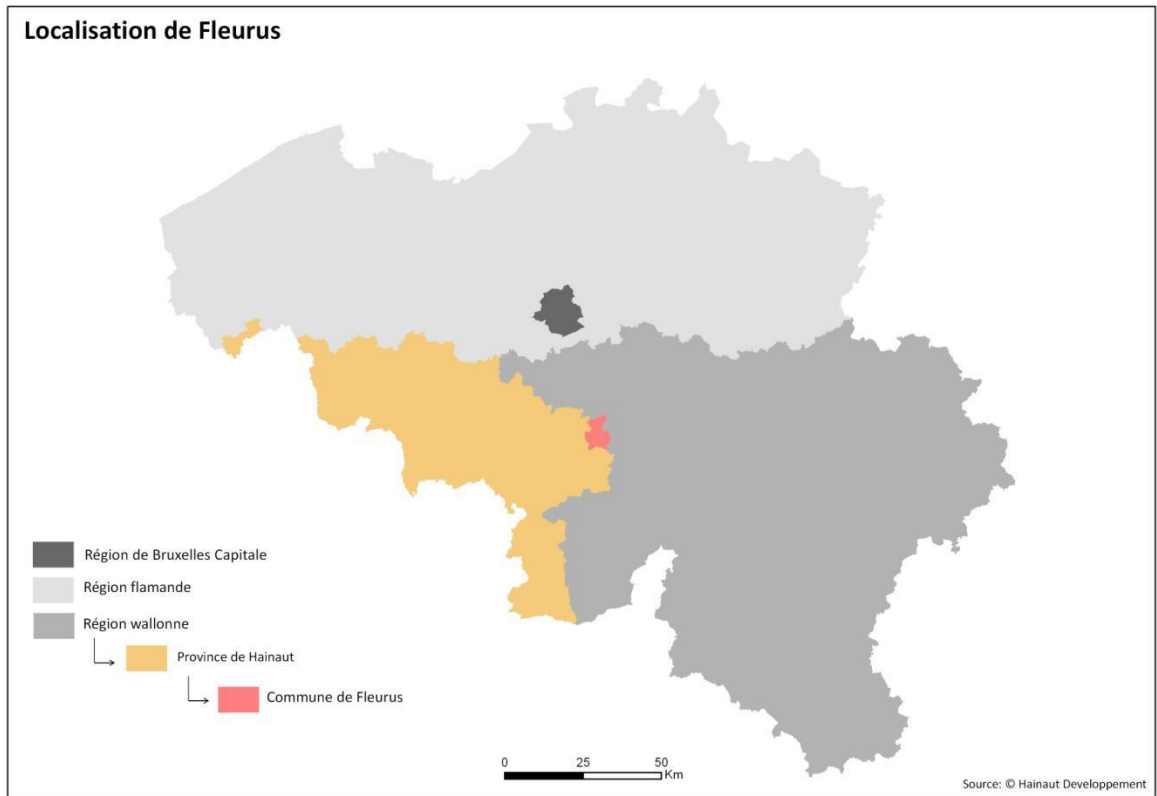 Localisation de Fleurus
Région de Bruxelles Capitale
Région flamande
Région wallonne
Province de Hainaut
Commune de Fleurus
0 25 50
Km
Source: © Hainaut Developpement